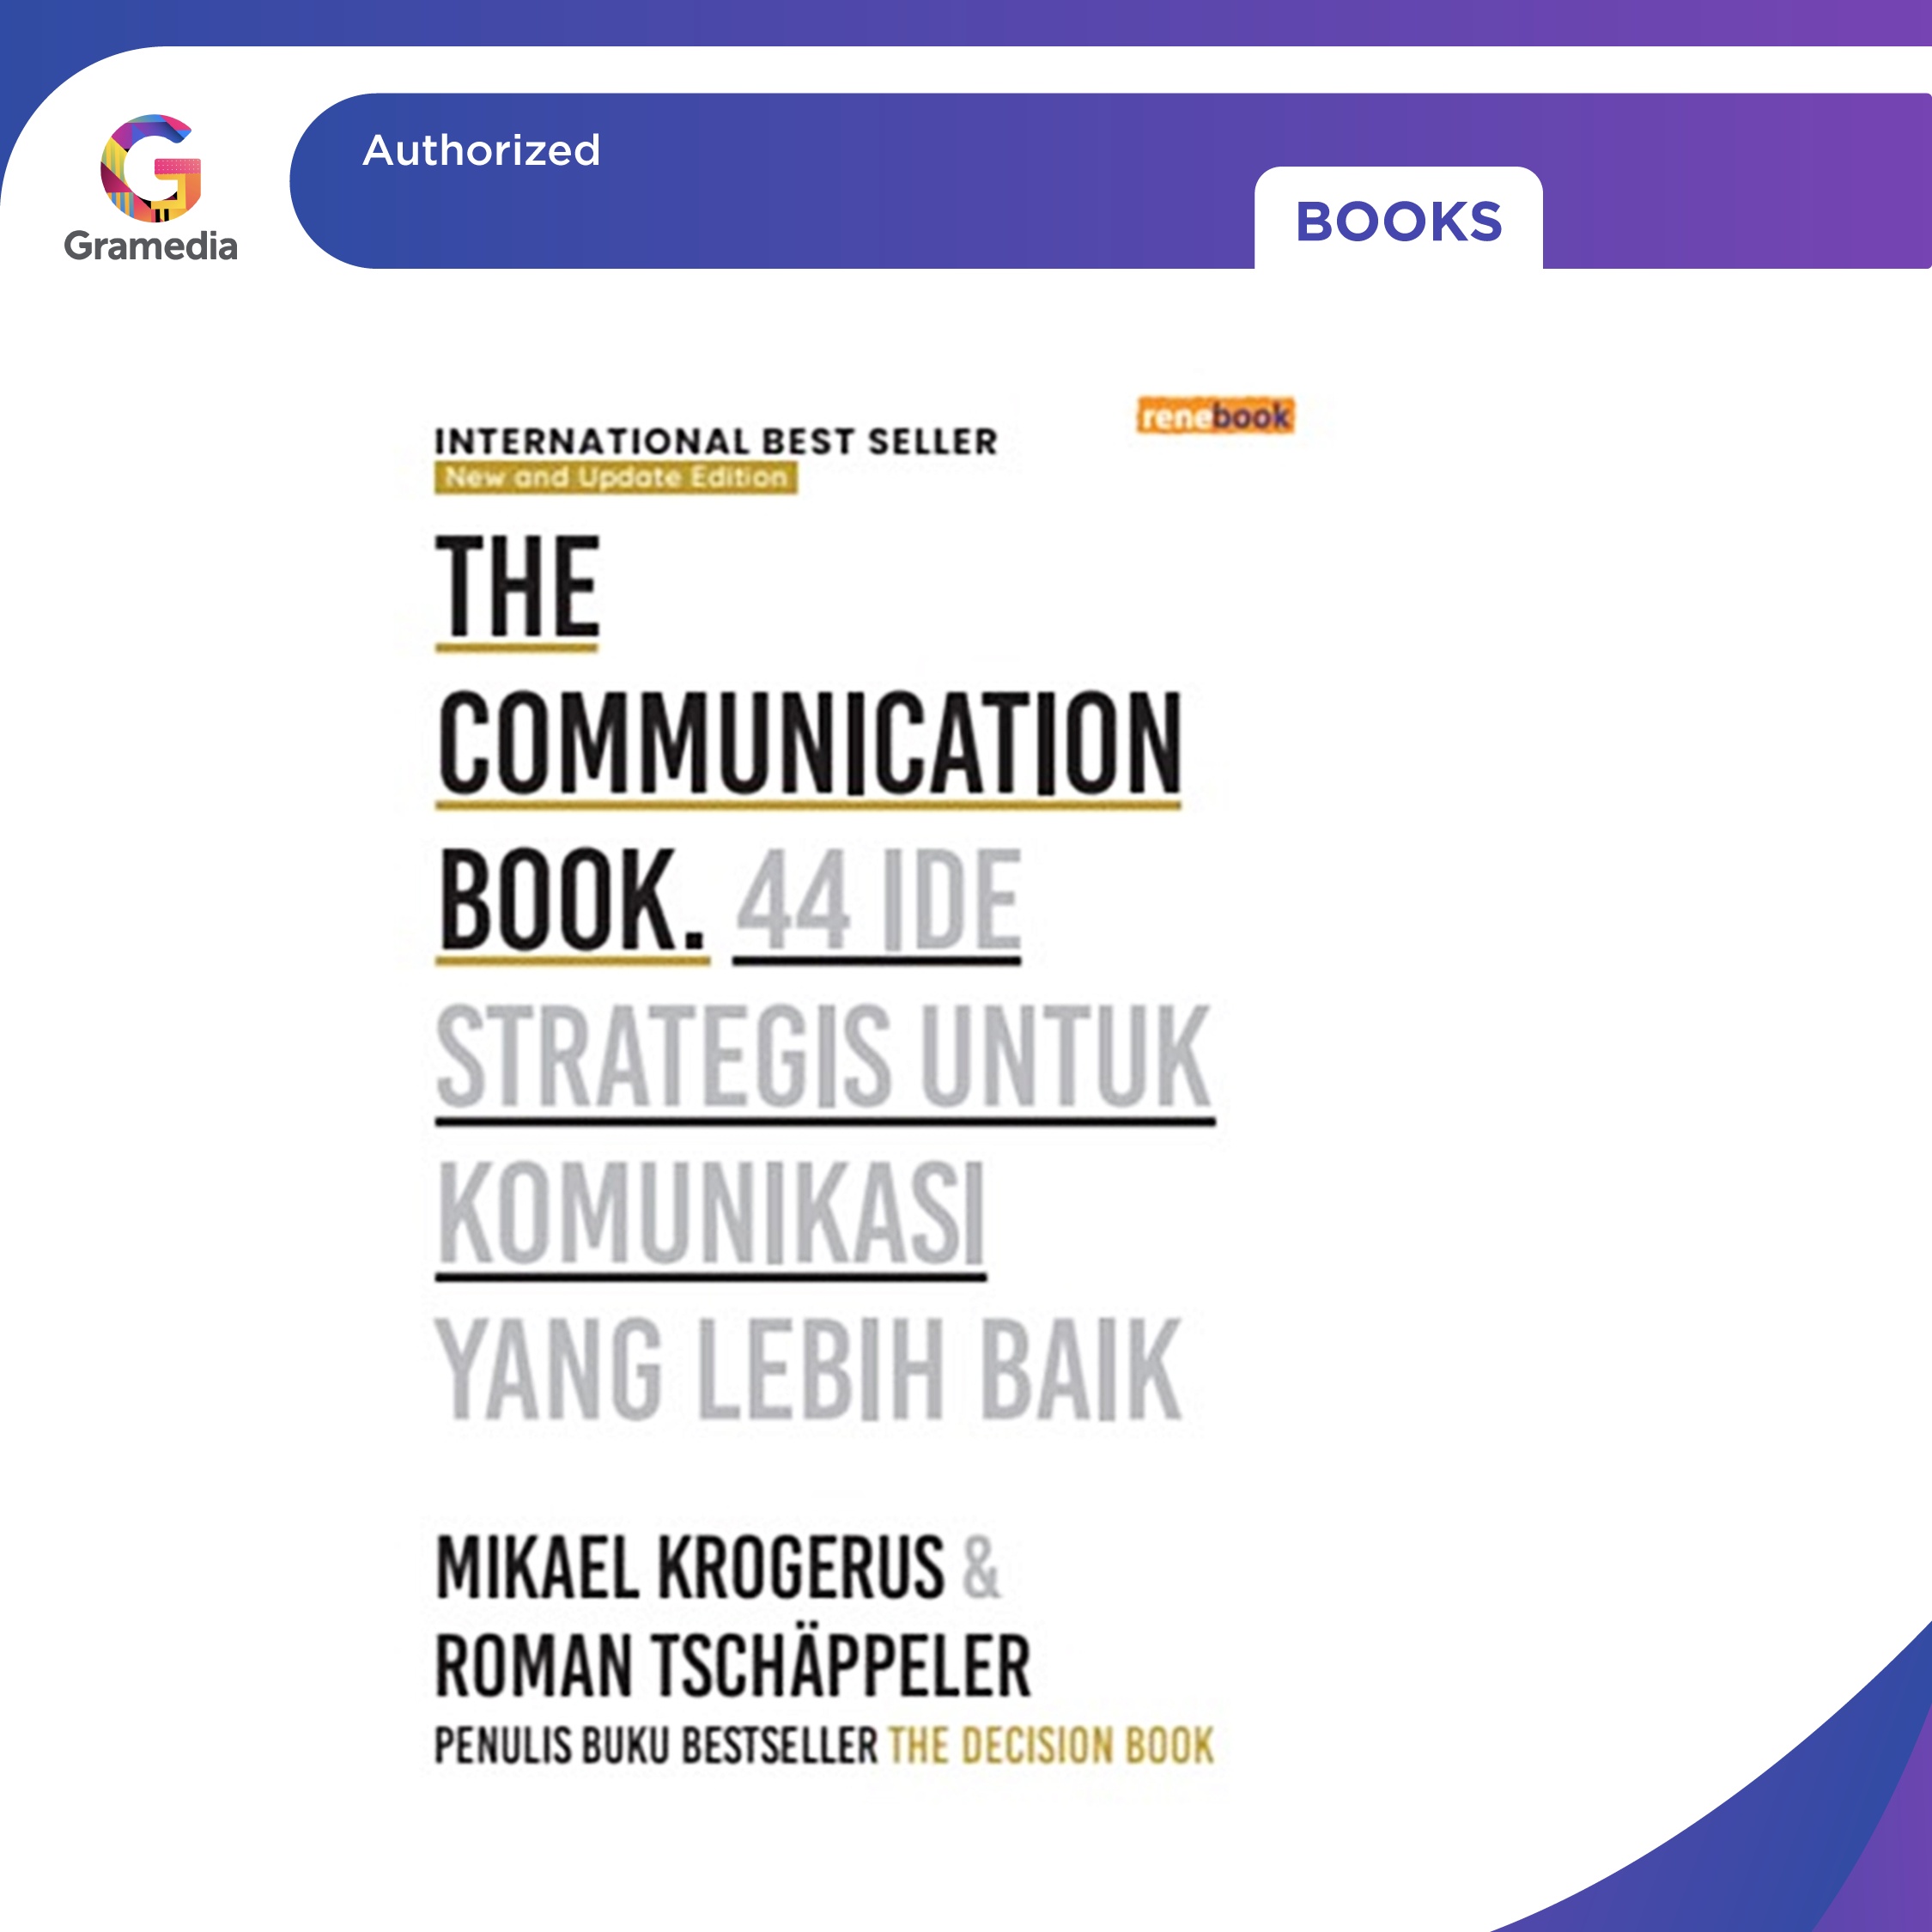 Gramedia
Authorized
BOOKS
renebook
INTERNATIONAL BEST SELLER
New and Update Edition
THE
COMMUNICATION
BOOK. 44 IDE
STRATEGIS UNTUK
KOMUNIKASI
YANG LEBIH BAIK
MIKAEL KROGERUS &
ROMAN TSCHÄPPELER
PENULIS BUKU BESTSELLER THE DECISION BOOK